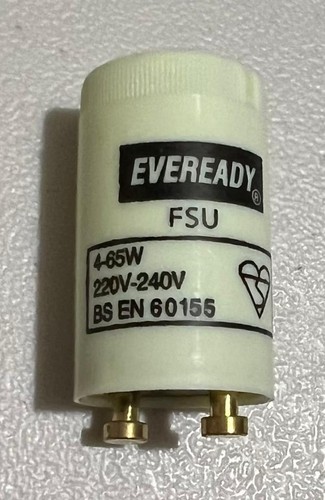 EVEREADY®
FSU
4-65W
220V-240V
BS EN 60155